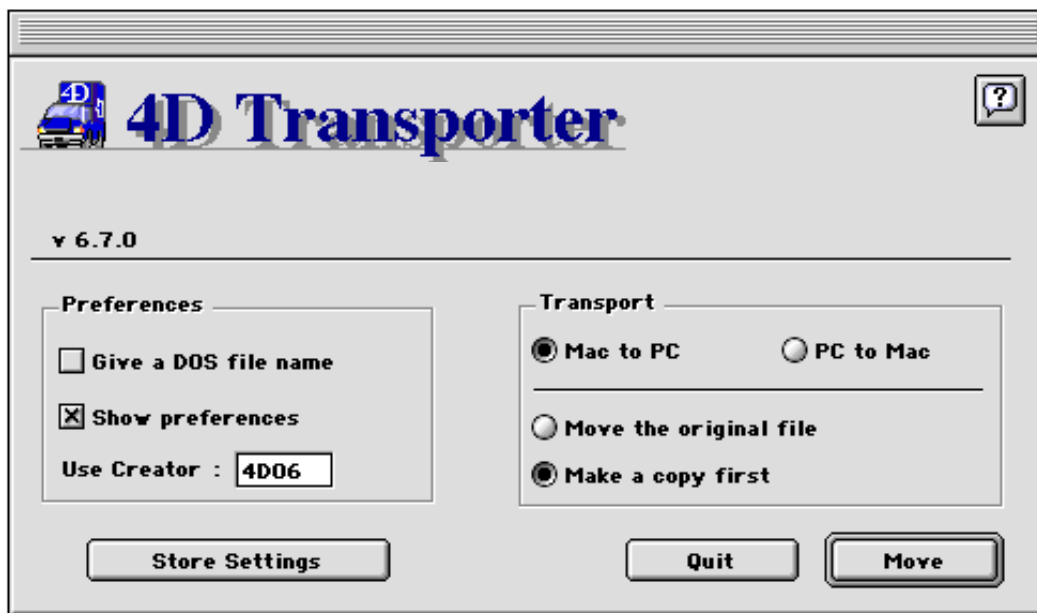 4D
4D Transporter
?
v 6.7.0
Preferences
Give a DOS file name
Show preferences
Use Creator : 4D06
Transport
Mac to PC PC to Mac
Move the original file
Make a copy first
Store Settings
Quit
Move